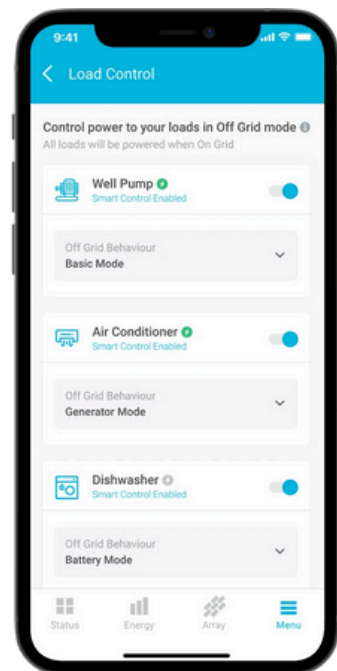 9:41
Load Control
Control power to your loads in Off Grid mode
All loads will be powered when On Grid
Well Pump
Smart Control Enabled
Off Grid Behaviour
Basic Mode
Air Conditioner
Smart Control Enabled
Off Grid Behaviour
Generator Mode
Dishwasher
Smart Control Enabled
Off Grid Behaviour
Battery Mode
Status Energy Array Menu